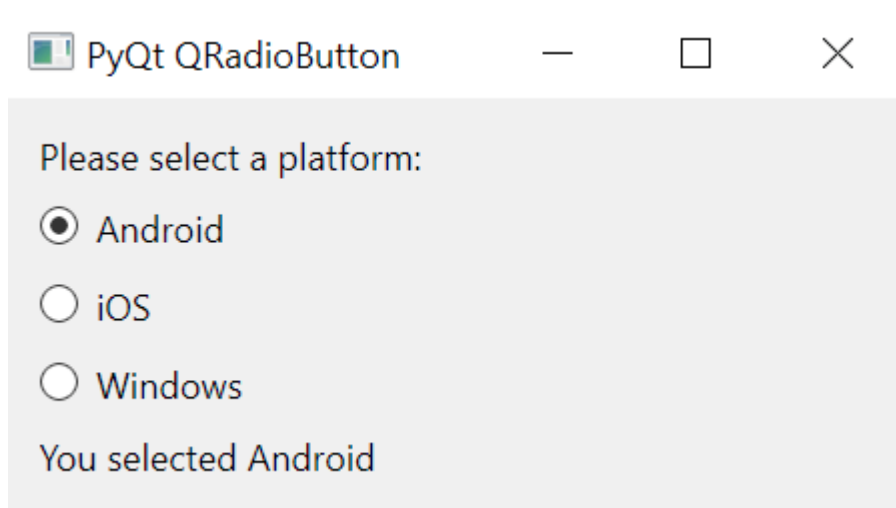 PyQt QRadioButton
Please select a platform:
Android
iOS
Windows
You selected Android